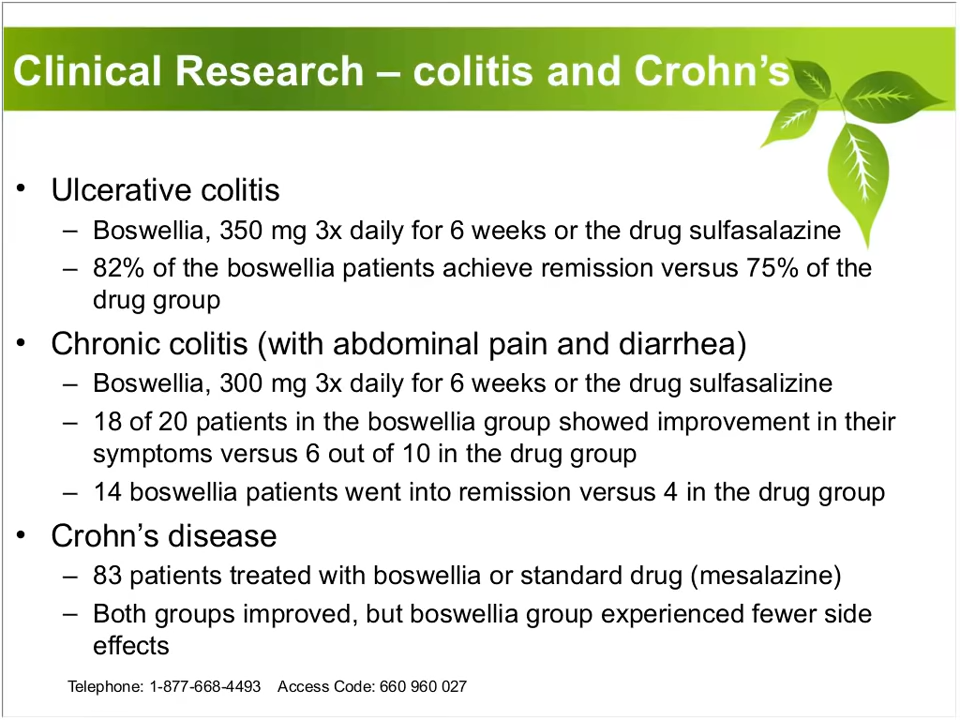 Clinical Research – colitis and Crohn’s
• Ulcerative colitis
– Boswellia, 350 mg 3x daily for 6 weeks or the drug sulfasalazine
– 82% of the boswellia patients achieve remission versus 75% of the
drug group
• Chronic colitis (with abdominal pain and diarrhea)
– Boswellia, 300 mg 3x daily for 6 weeks or the drug sulfasalizine
– 18 of 20 patients in the boswellia group showed improvement in their
symptoms versus 6 out of 10 in the drug group
– 14 boswellia patients went into remission versus 4 in the drug group
• Crohn’s disease
– 83 patients treated with boswellia or standard drug (mesalazine)
– Both groups improved, but boswellia group experienced fewer side
effects
Telephone: 1-877-668-4493 Access Code: 660 960 027